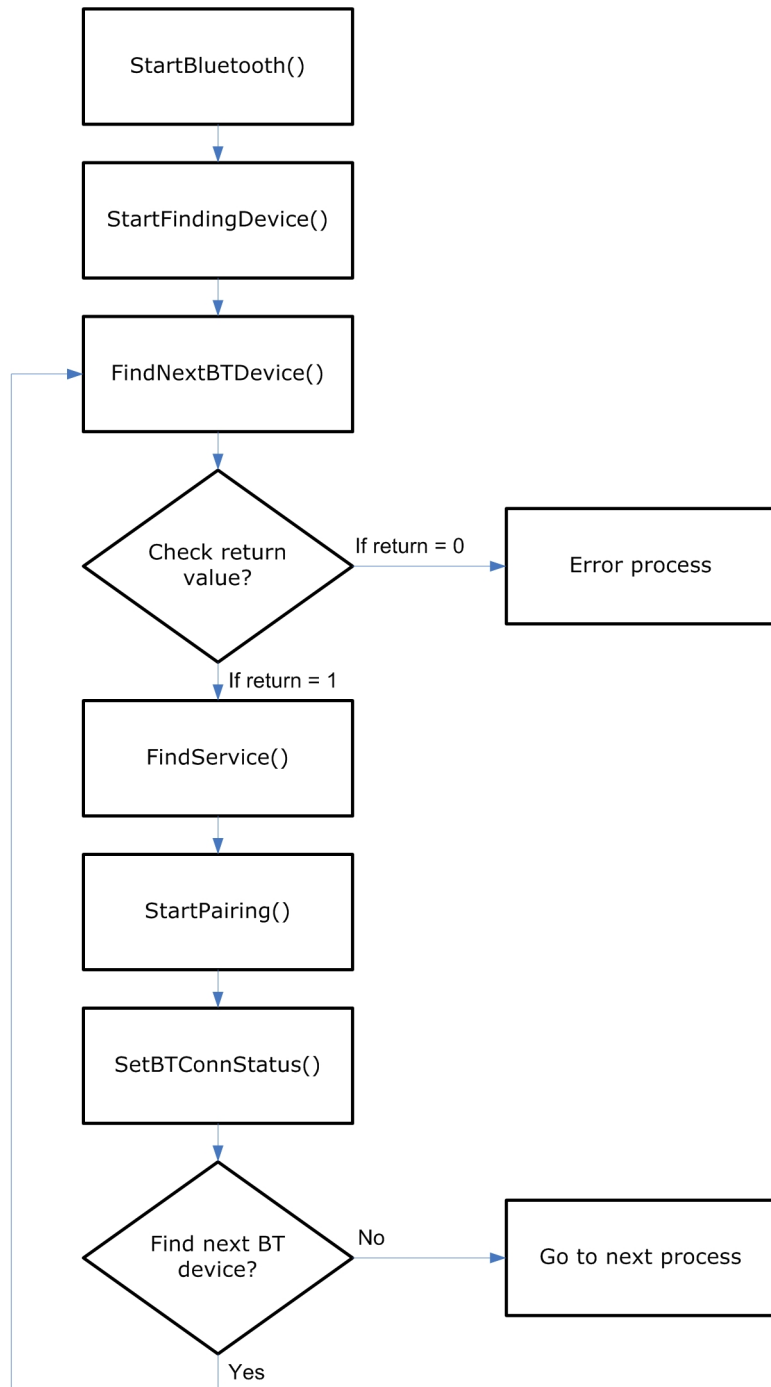 StartBluetooth()
StartFindingDevice()
FindNextBTDevice()
Check return
value?
If return = 0
Error process
If return = 1
FindService()
StartPairing()
SetBTConnStatus()
Find next BT
device?
No
Go to next process
Yes